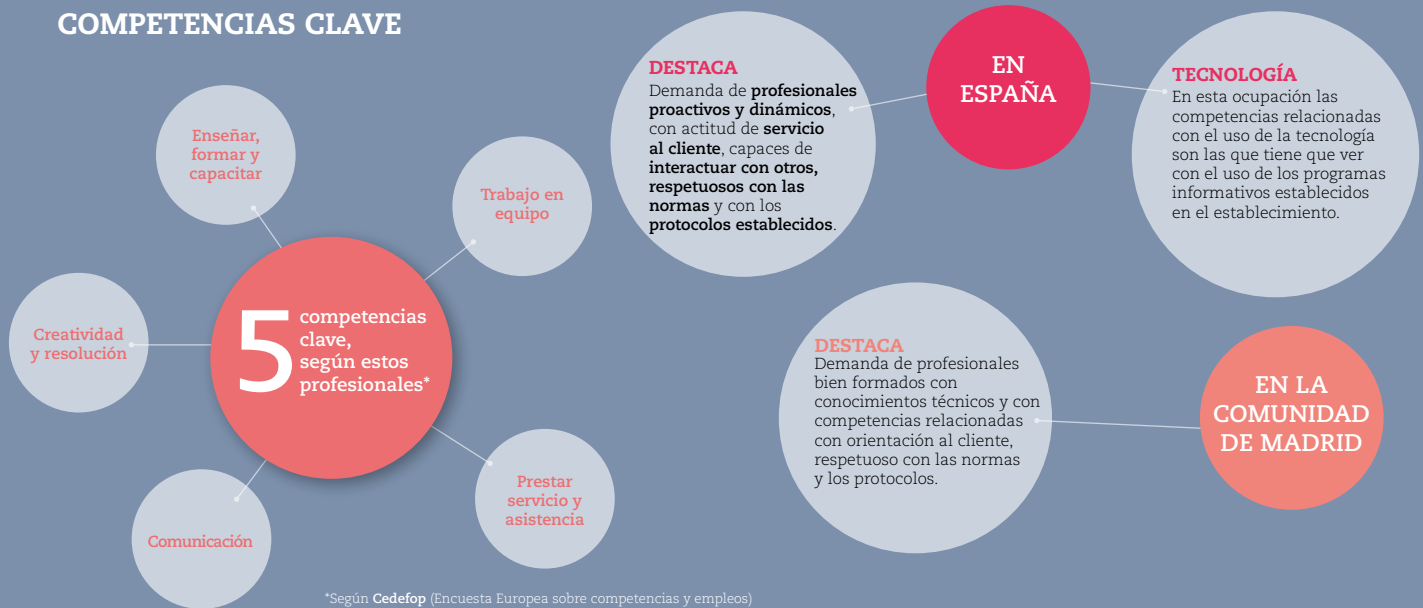 COMPETENCIAS CLAVE
Enseñar,
formar y
capacitar
Trabajo en
equipo
Creatividad
y resolución
5
competencias
clave,
según estos
profesionales*
Prestar
servicio y
asistencia
Comunicación
*Según Cedefop (Encuesta Europea sobre competencias y empleos)
DESTACA
Demanda de profesionales
proactivos y dinámicos,
con actitud de servicio
al cliente, capaces de
interactuar con otros,
respetuosos con las
normas y con los
protocolos establecidos.
EN
ESPAÑA
TECNOLOGÍA
En esta ocupación las
competencias relacionadas
con el uso de la tecnología
son las que tiene que ver
con el uso de los programas
informativos establecidos
en el establecimiento.
DESTACA
Demanda de profesionales
bien formados con
conocimientos técnicos y con
competencias relacionadas
con orientación al cliente,
respetuoso con las normas
y los protocolos.
EN LA
COMUNIDAD
DE MADRID